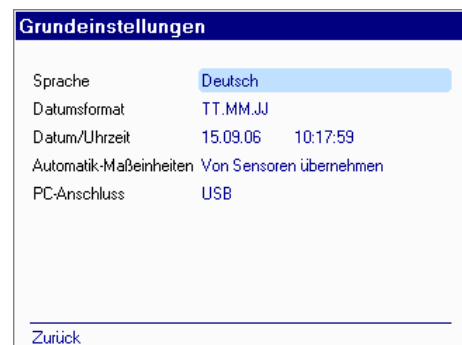 Grundeinstellungen
Sprache Deutsch
Datumsformat TT.MM.JJ
Datum/Uhrzeit 15.09.06 10:17:59
Automatik-Maßeinheiten Von Sensoren übernehmen
PC-Anschluss USB
Zurück